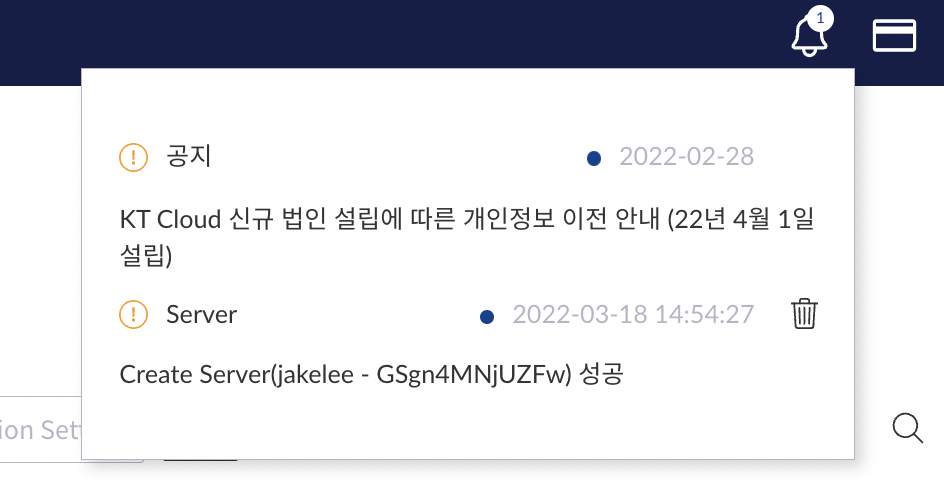 1
공지
2022-02-28
KT Cloud 신규 법인 설립에 따른 개인정보 이전 안내 (22년 4월 1일
설립)
Server
2022-03-18 14:54:27
Create Server(jakelee - GSgn4MNjUZFw) 성공
ion Set